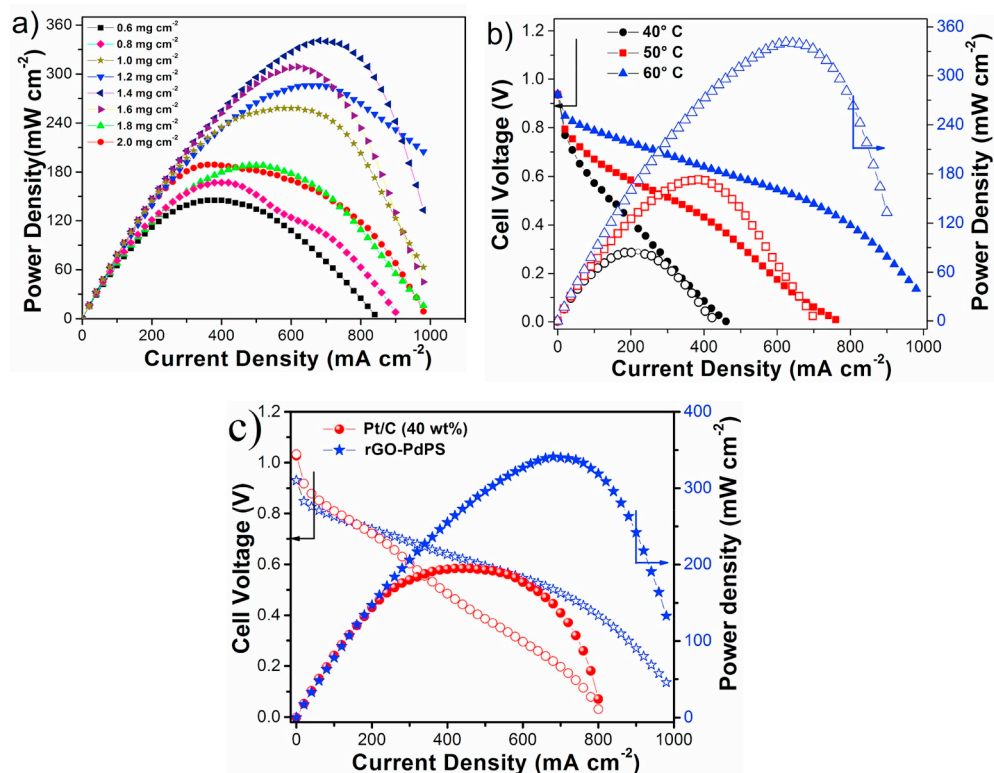 a)
Power Density(mW cm-2)
360
300
240
180
120
60
0
0.6 mg cm-2
0.8 mg cm-2
1.0 mg cm-2
1.2 mg cm-2
1.4 mg cm-2
1.6 mg cm-2
1.8 mg cm-2
2.0 mg cm-2
0 200 400 600 800 1000
Current Density (mA cm-2)
b)
Cell Voltage (V)
1.2
1.0
0.8
0.6
0.4
0.2
0.0
40° C
50° C
60° C
360
300
240
180
120
60
0
Power Density (mW cm-2)
0 200 400 600 800 1000
Current Density (mA cm-2)
c)
Cell Voltage (V)
1.2
1.0
0.8
0.6
0.4
0.2
0.0
Pt/C (40 wt%)
rGO-PdPS
400
300
200
100
0
Power density (mW cm-2)
0 200 400 600 800 1000
Current Density (mA cm-2)